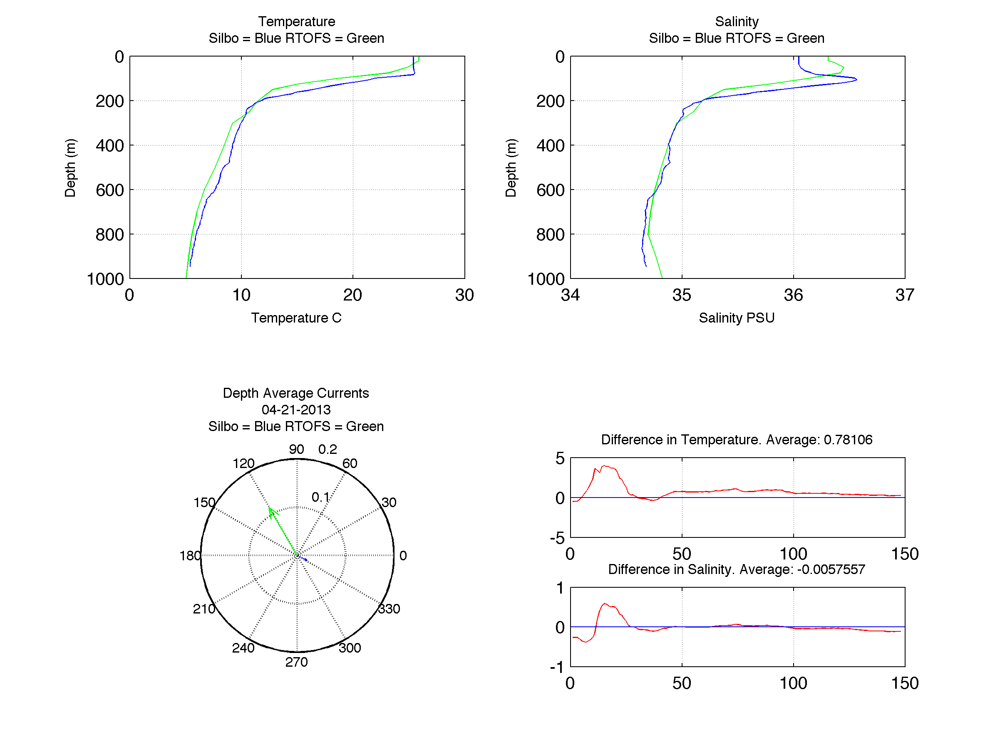 Temperature
Silbo = Blue RTOFS = Green
0
200
400
600
800
1000
Depth (m)
0 10 20 30
Temperature C
Salinity
Silbo = Blue RTOFS = Green
0
200
400
600
800
1000
Depth (m)
34 35 36 37
Salinity PSU
Depth Average Currents
04-21-2013
Silbo = Blue RTOFS = Green
90 0.2
120 60
0.1
150 30
180 0
210 330
240 300
270
Difference in Temperature. Average: 0.78106
5
0
-5
0 50 100 150
Difference in Salinity. Average: -0.0057557
1
0
-1
0 50 100 150